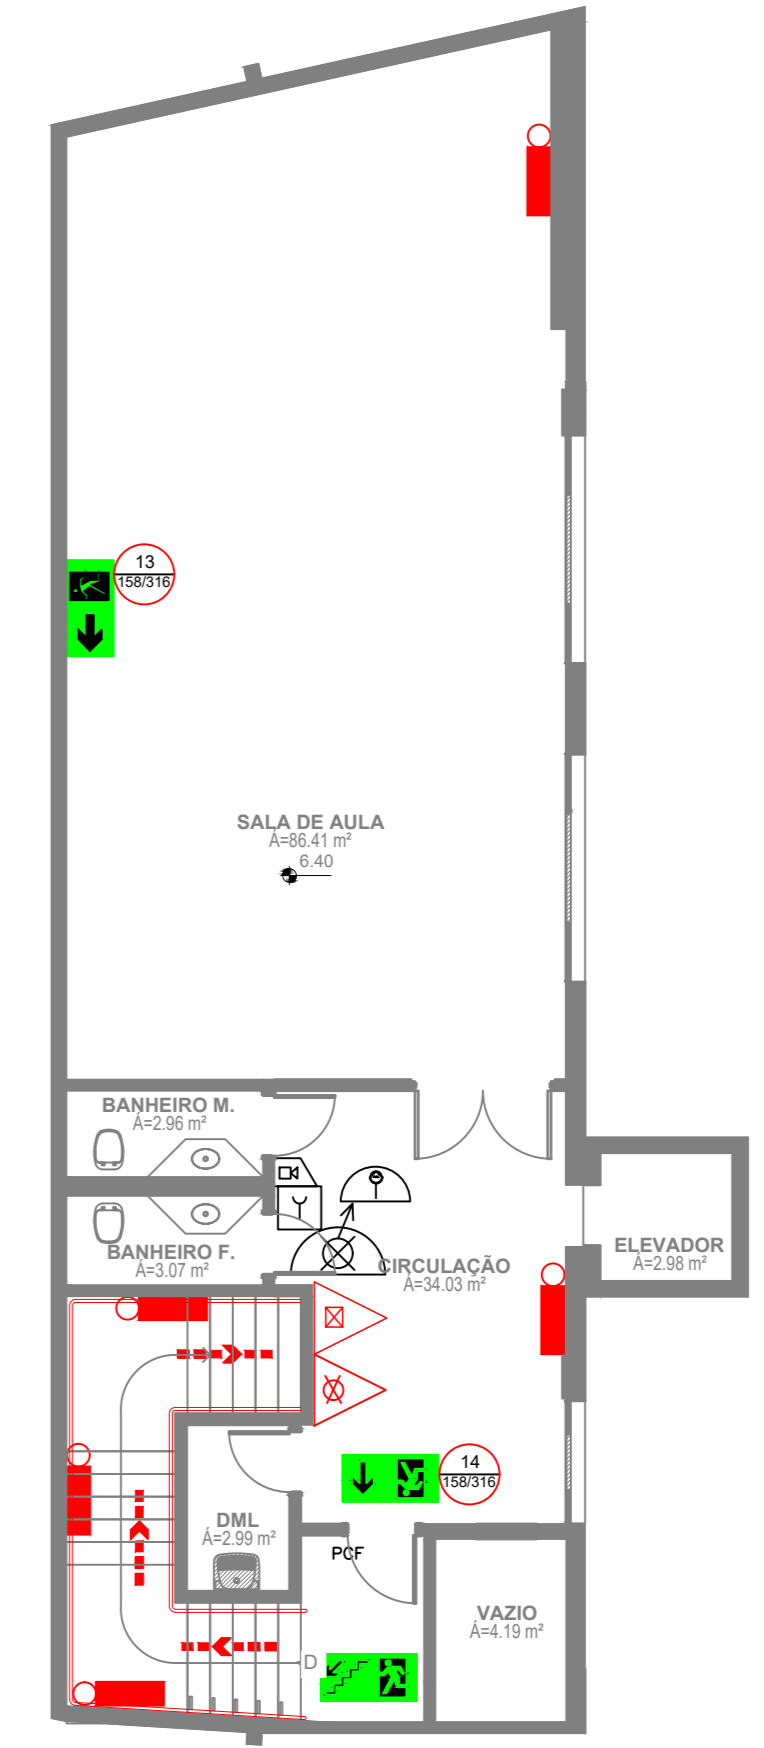 13
158/316
SALA DE AULA
Á=86.41 m²
6.40
BANHEIRO M.
Á=2.96 m²
BANHEIRO F.
Á=3.07 m²
CIRCULAÇÃO
Á=34.03 m²
ELEVADOR
Á=2.98 m²
14
158/316
DML
Á=2.99 m²
PCF
VAZIO
Á=4.19 m²
D